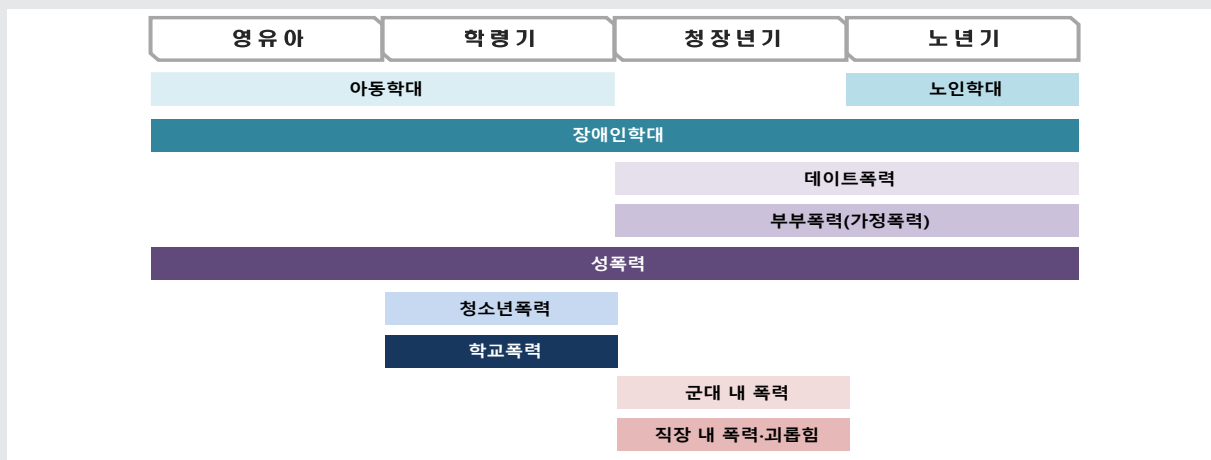 영유아 학령기 청장년기 노년기
아동학대 노인학대
장애인학대
데이트폭력
부부폭력(가정폭력)
성폭력
청소년폭력
학교폭력
군대 내 폭력
직장 내 폭력·괴롭힘